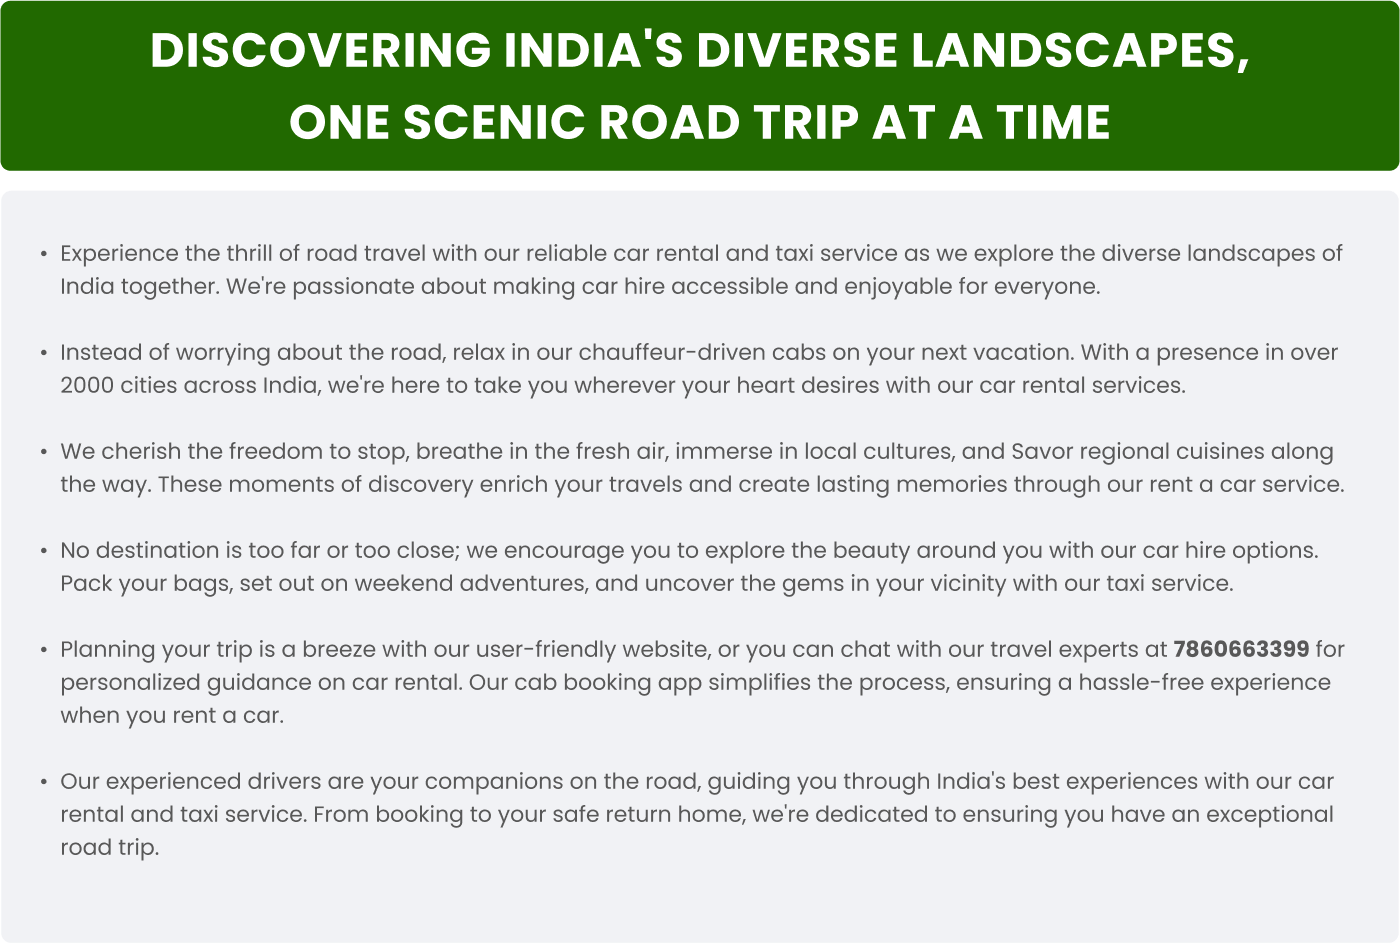 DISCOVERING INDIA'S DIVERSE LANDSCAPES,
ONE SCENIC ROAD TRIP AT A TIME
• Experience the thrill of road travel with our reliable car rental and taxi service as we explore the diverse landscapes of
India together. We're passionate about making car hire accessible and enjoyable for everyone.
• Instead of worrying about the road, relax in our chauffeur-driven cabs on your next vacation. With a presence in over
2000 cities across India, we're here to take you wherever your heart desires with our car rental services.
• We cherish the freedom to stop, breathe in the fresh air, immerse in local cultures, and Savor regional cuisines along
the way. These moments of discovery enrich your travels and create lasting memories through our rent a car service.
• No destination is too far or too close; we encourage you to explore the beauty around you with our car hire options.
Pack your bags, set out on weekend adventures, and uncover the gems in your vicinity with our taxi service.
• Planning your trip is a breeze with our user-friendly website, or you can chat with our travel experts at 7860663399 for
personalized guidance on car rental. Our cab booking app simplifies the process, ensuring a hassle-free experience
when you rent a car.
• Our experienced drivers are your companions on the road, guiding you through India's best experiences with our car
rental and taxi service. From booking to your safe return home, we're dedicated to ensuring you have an exceptional
road trip.